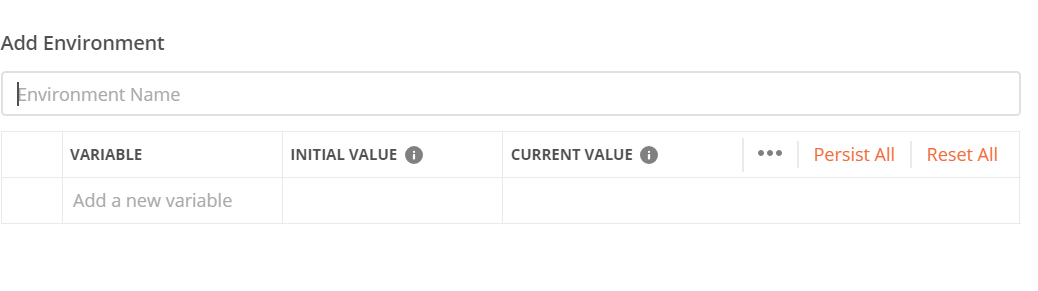 Add Environment
Environment Name
VARIABLE INITIAL VALUE CURRENT VALUE Persist All Reset All
Add a new variable